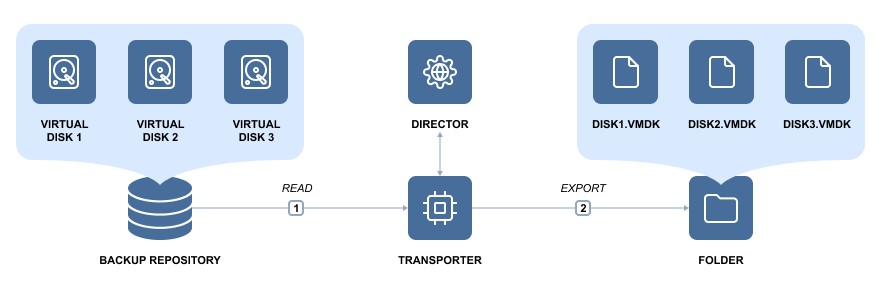 VIRTUAL
DISK 1
VIRTUAL
DISK 2
VIRTUAL
DISK 3
DIRECTOR
DISK1.VMDK
DISK2.VMDK
DISK3.VMDK
READ
1
EXPORT
2
BACKUP REPOSITORY
TRANSPORTER
FOLDER